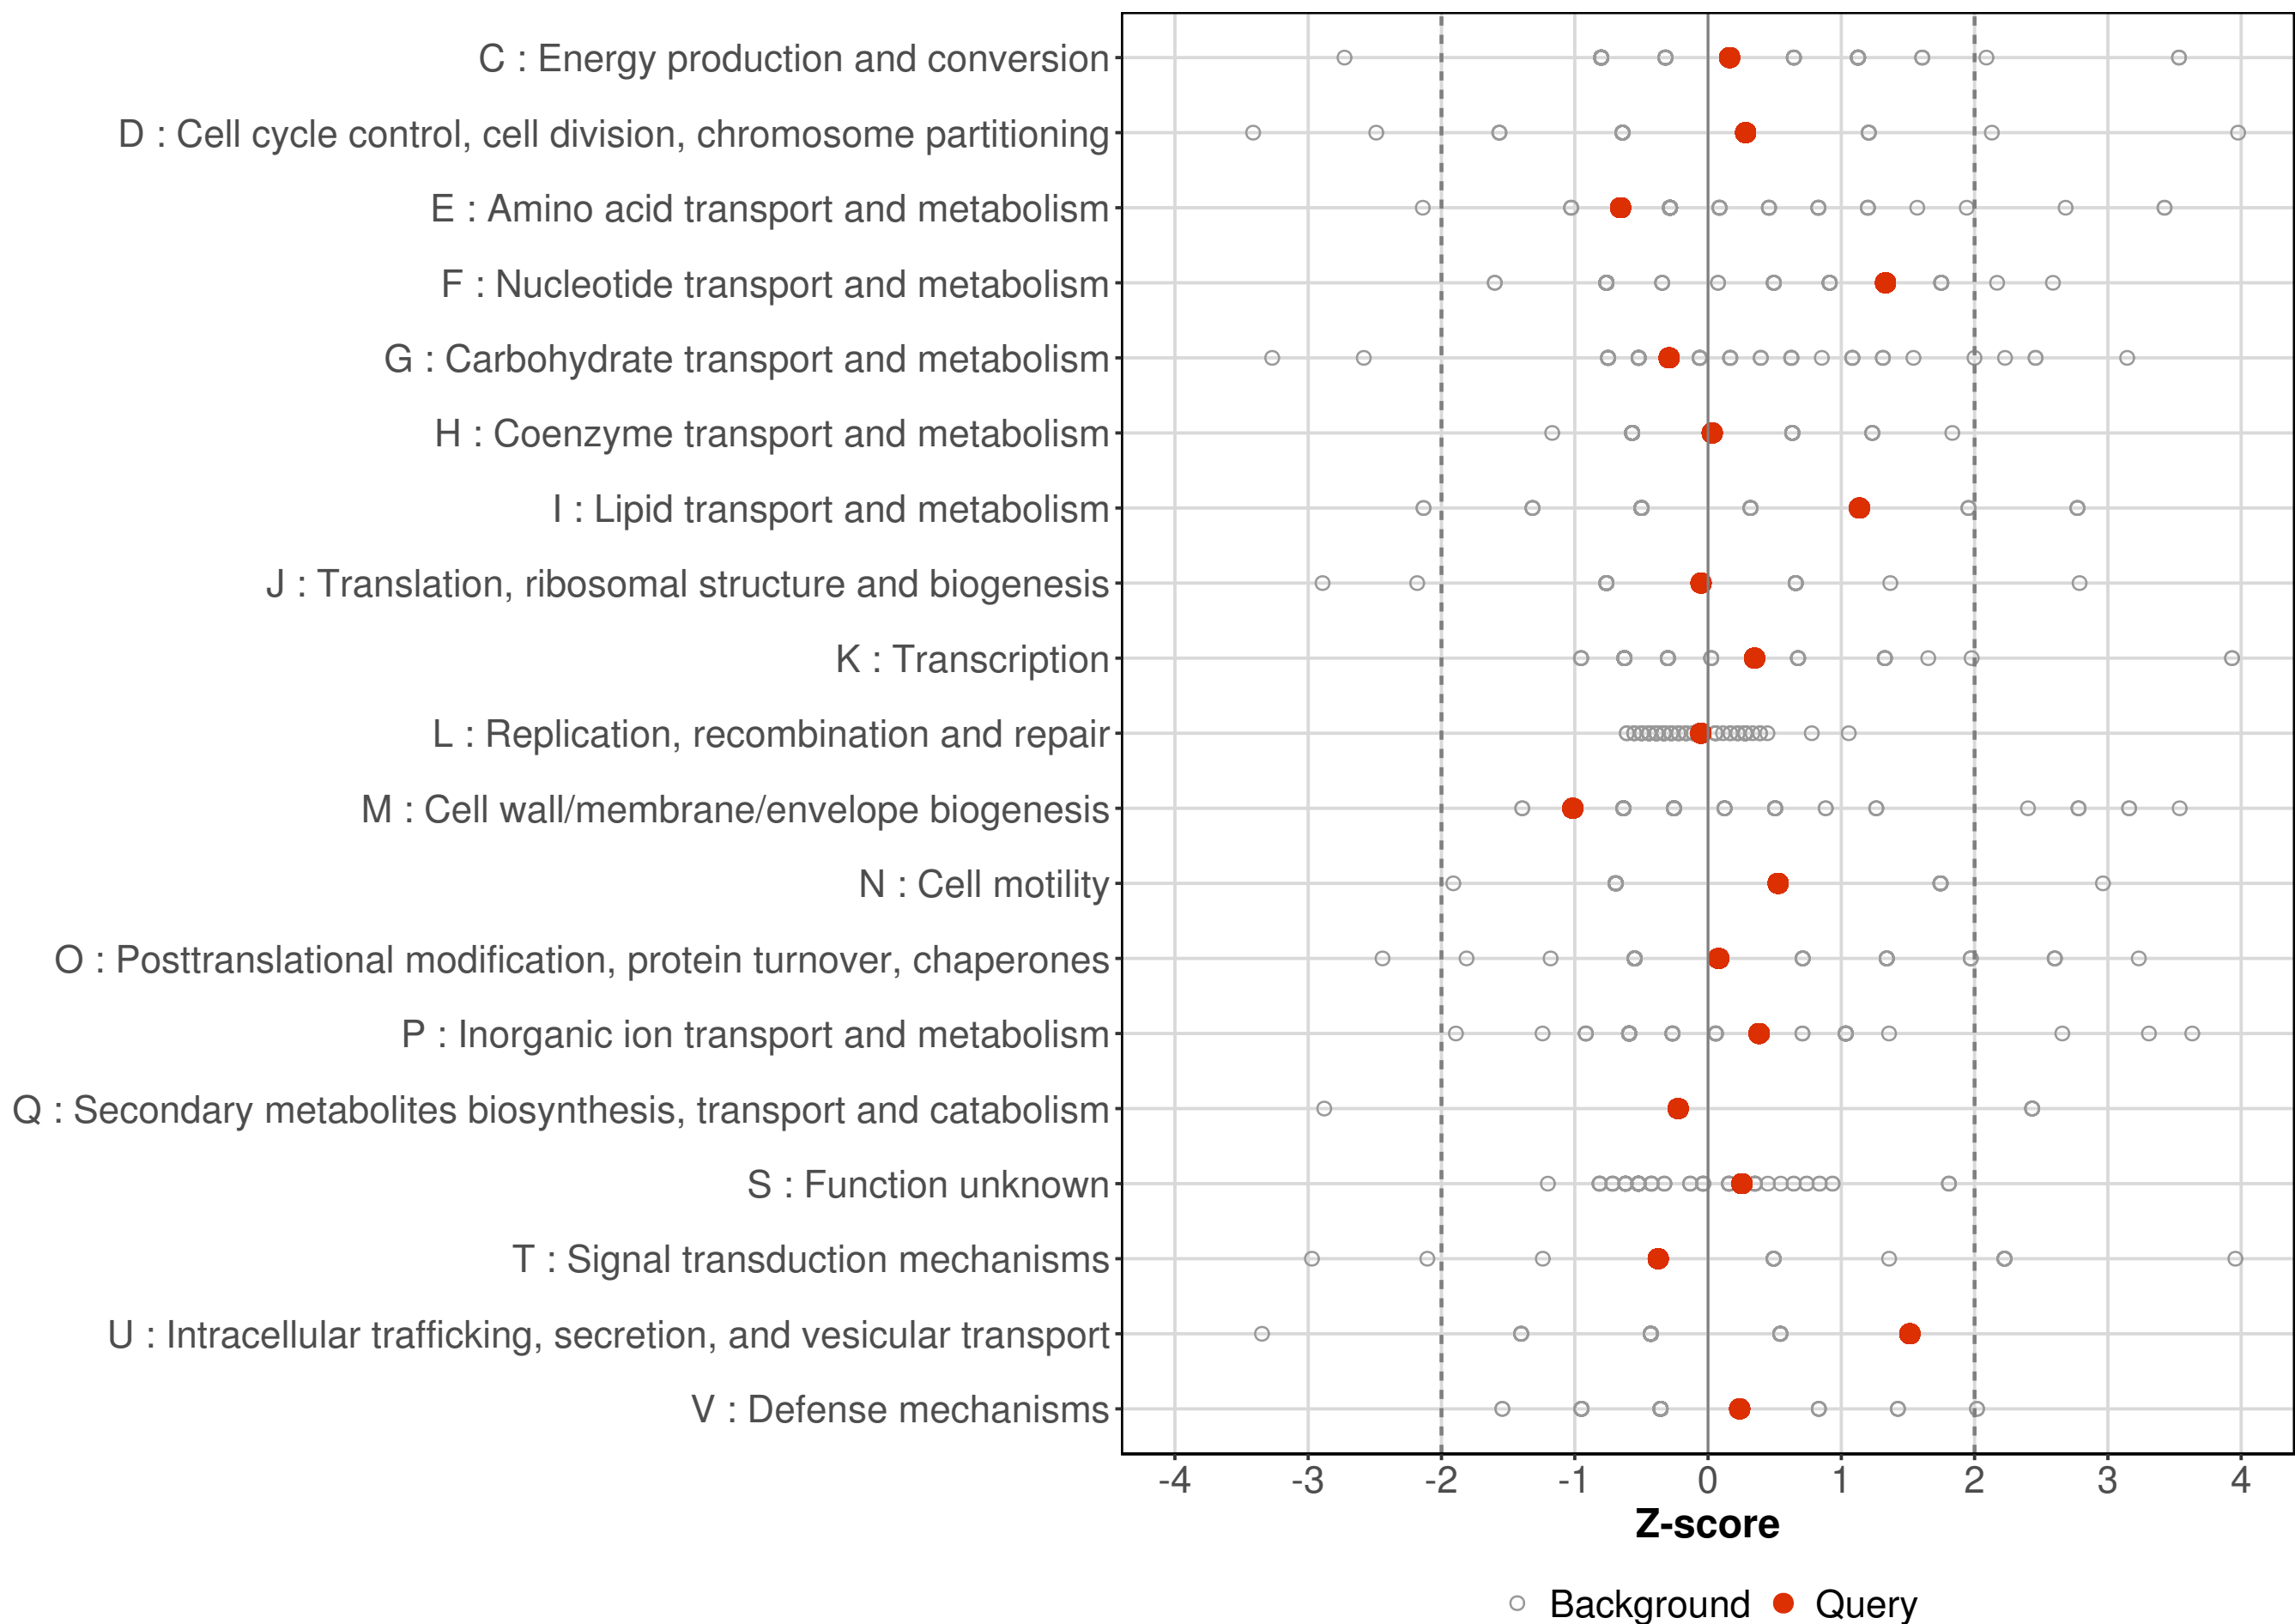 C : Energy production and conversion
D : Cell cycle control, cell division, chromosome partitioning
E : Amino acid transport and metabolism
F : Nucleotide transport and metabolism
G : Carbohydrate transport and metabolism
H : Coenzyme transport and metabolism
I : Lipid transport and metabolism
J : Translation, ribosomal structure and biogenesis
K : Transcription
L : Replication, recombination and repair
M : Cell wall/membrane/envelope biogenesis
N : Cell motility
O : Posttranslational modification, protein turnover, chaperones
P : Inorganic ion transport and metabolism
Q : Secondary metabolites biosynthesis, transport and catabolism
S : Function unknown
T : Signal transduction mechanisms
U : Intracellular trafficking, secretion, and vesicular transport
V : Defense mechanisms
-4 -3 -2 -1 0 1 2 3 4
Z-score
Background Query